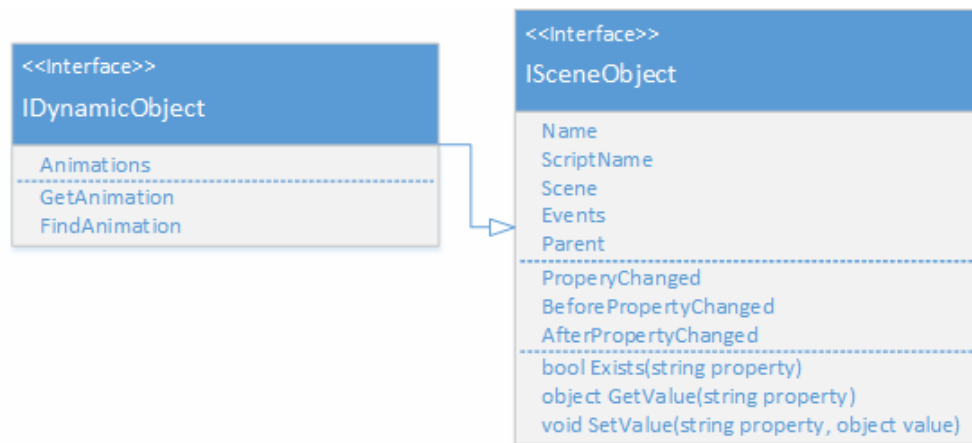 <<Interface>>
IDynamicObject
Animations
GetAnimation
FindAnimation
<<Interface>>
ISceneObject
Name
ScriptName
Scene
Events
Parent
ProperyChanged
BeforePropertyChanged
AfterPropertyChanged
bool Exists(string property)
object GetValue(string property)
void SetValue(string property, object value)